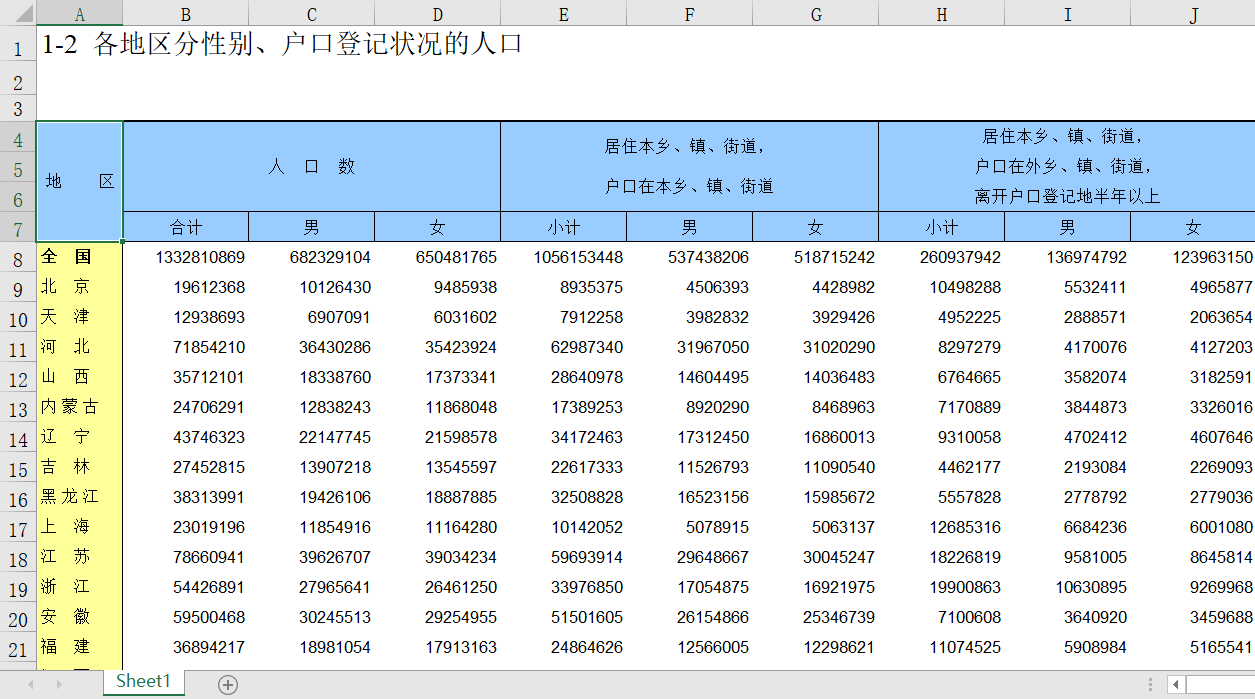 A B C D E F G H I J
1 1-2 各地区分性别、户口登记状况的人口
2
3
4 居住本乡、镇、街道，
居住本乡、镇、街道，
5 地 区 人 口 数 户口在外乡、镇、街道，
6 户口在本乡、镇、街道 离开户口登记地半年以上
7 合计 男 女 小计 男 女 小计 男 女
8 全 国 1332810869 682329104 650481765 1056153448 537438206 518715242 260937942 136974792 123963150
9 北 京 19612368 10126430 9485938 8935375 4506393 4428982 10498288 5532411 4965877
10 天 津 12938693 6907091 6031602 7912258 3982832 3929426 4952225 2888571 2063654
11 河 北 71854210 36430286 35423924 62987340 31967050 31020290 8297279 4170076 4127203
12 山 西 35712101 18338760 17373341 28640978 14604495 14036483 6764665 3582074 3182591
13 内蒙古 24706291 12838243 11868048 17389253 8920290 8468963 7170889 3844873 3326016
14 辽 宁 43746323 22147745 21598578 34172463 17312450 16860013 9310058 4702412 4607646
15 吉 林 27452815 13907218 13545597 22617333 11526793 11090540 4462177 2193084 2269093
16 黑龙江 38313991 19426106 18887885 32508828 16523156 15985672 5557828 2778792 2779036
17 上 海 23019196 11854916 11164280 10142052 5078915 5063137 12685316 6684236 6001080
18 江 苏 78660941 39626707 39034234 59693914 29648667 30045247 18226819 9581005 8645814
19 浙 江 54426891 27965641 26461250 33976850 17054875 16921975 19900863 10630895 9269968
20 安 徽 59500468 30245513 29254955 51501605 26154866 25346739 7100608 3640920 3459688
21 福 建 36894217 18981054 17913163 24864626 12566005 12298621 11074525 5908984 5165541
Sheet1